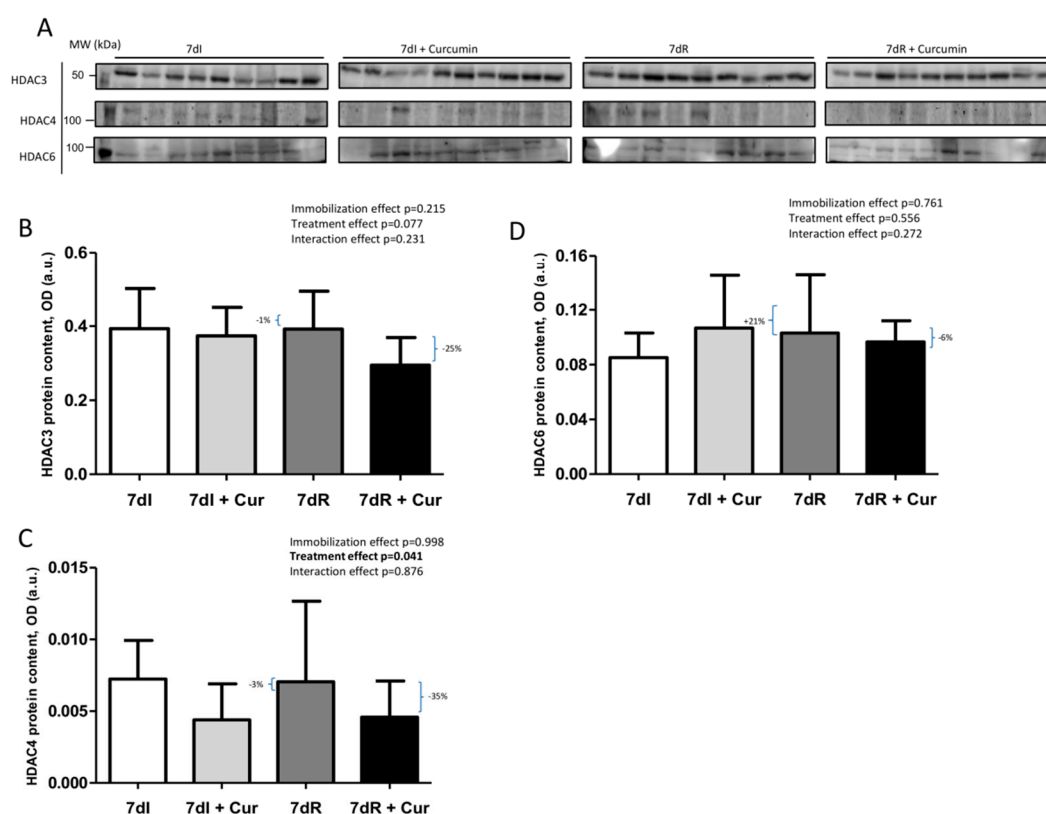 A
MW (kDa)
7dI
7dI + Curcumin
7dR
7dR + Curcumin
HDAC3
50
HDAC4
100
HDAC6
100
B
Immobilization effect p=0.215
Treatment effect p=0.077
Interaction effect p=0.231
HDAC3 protein content, OD (a.u.)
0.6
0.4
0.2
0.0
-1%
-25%
7dI
7dI + Cur
7dR
7dR + Cur
D
Immobilization effect p=0.761
Treatment effect p=0.556
Interaction effect p=0.272
HDAC6 protein content, OD (a.u.)
0.16
0.12
0.08
0.04
0.00
+21%
-6%
7dI
7dI + Cur
7dR
7dR + Cur
C
Immobilization effect p=0.998
Treatment effect p=0.041
Interaction effect p=0.876
HDAC4 protein content, OD (a.u.)
0.015
0.010
0.005
0.000
-3%
-35%
7dI
7dI + Cur
7dR
7dR + Cur